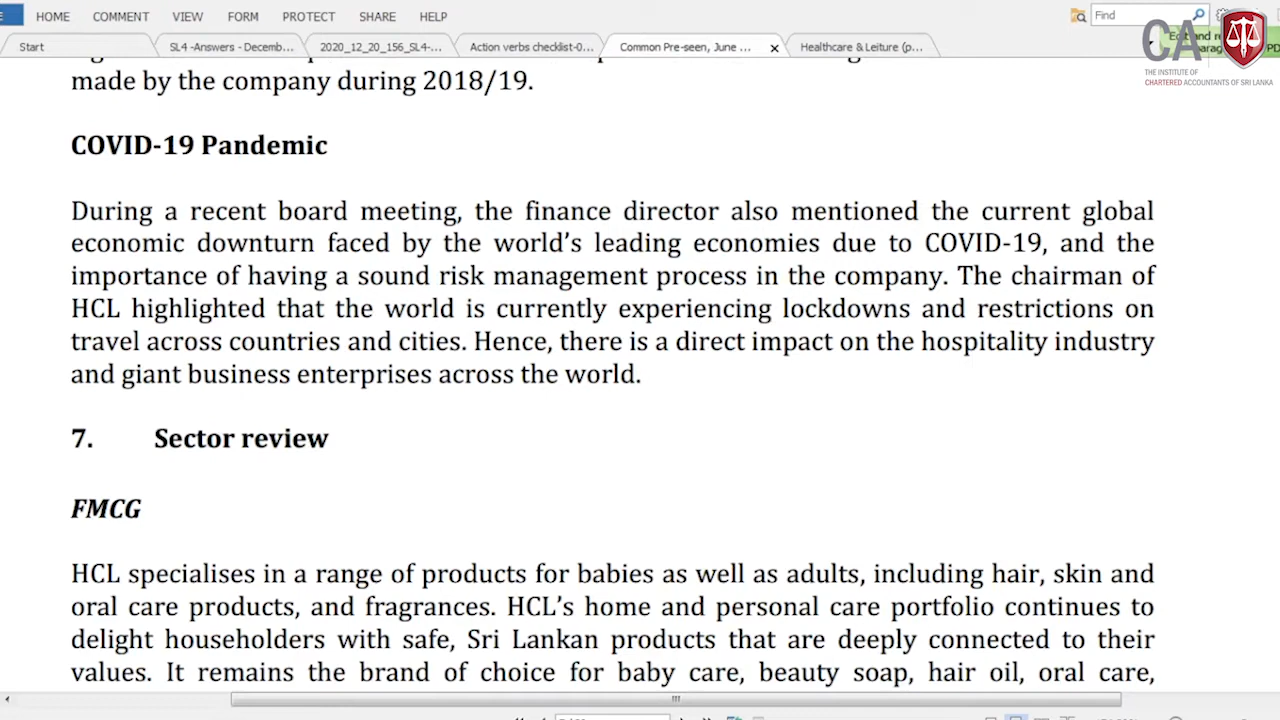 HOME COMMENT VIEW FORM PROTECT SHARE HELP
Find
Start SL4 -Answers - Decemb... 2020_12_20_156_SL4-... Action verbs checklist-0... Common Pre-seen, June ... Healthcare & Leiture (p...
CA
THE INSTITUTE OF
CHARTERED ACCOUNTANTS OF SRI LANKA
made by the company during 2018/19.
COVID-19 Pandemic
During a recent board meeting, the finance director also mentioned the current global
economic downturn faced by the world’s leading economies due to COVID-19, and the
importance of having a sound risk management process in the company. The chairman of
HCL highlighted that the world is currently experiencing lockdowns and restrictions on
travel across countries and cities. Hence, there is a direct impact on the hospitality industry
and giant business enterprises across the world.
7. Sector review
FMCG
HCL specialises in a range of products for babies as well as adults, including hair, skin and
oral care products, and fragrances. HCL’s home and personal care portfolio continues to
delight householders with safe, Sri Lankan products that are deeply connected to their
values. It remains the brand of choice for baby care, beauty soap, hair oil, oral care,